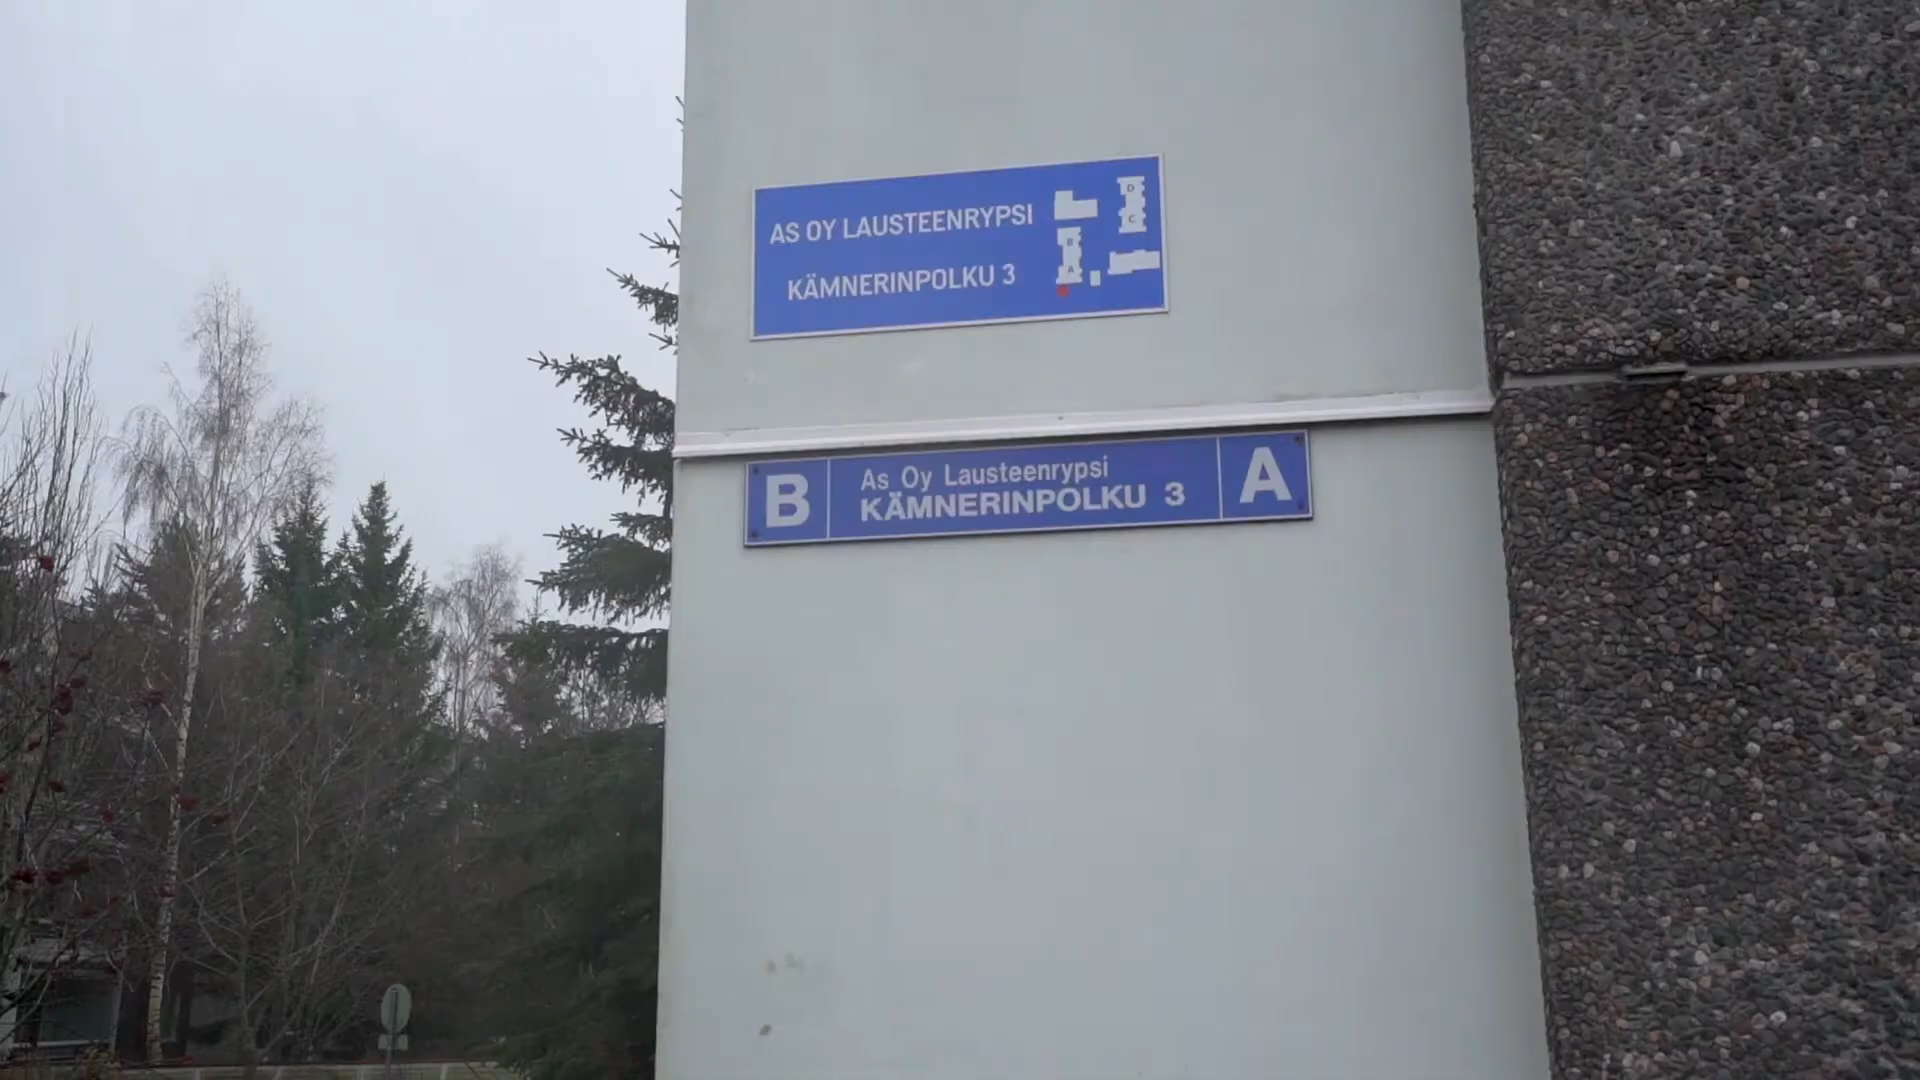 AS OY LAUSTEENRYPSI
KÄMNERINPOLKU 3
D
C
B
A
B
As Oy Lausteenrypsi
KÄMNERINPOLKU 3
A